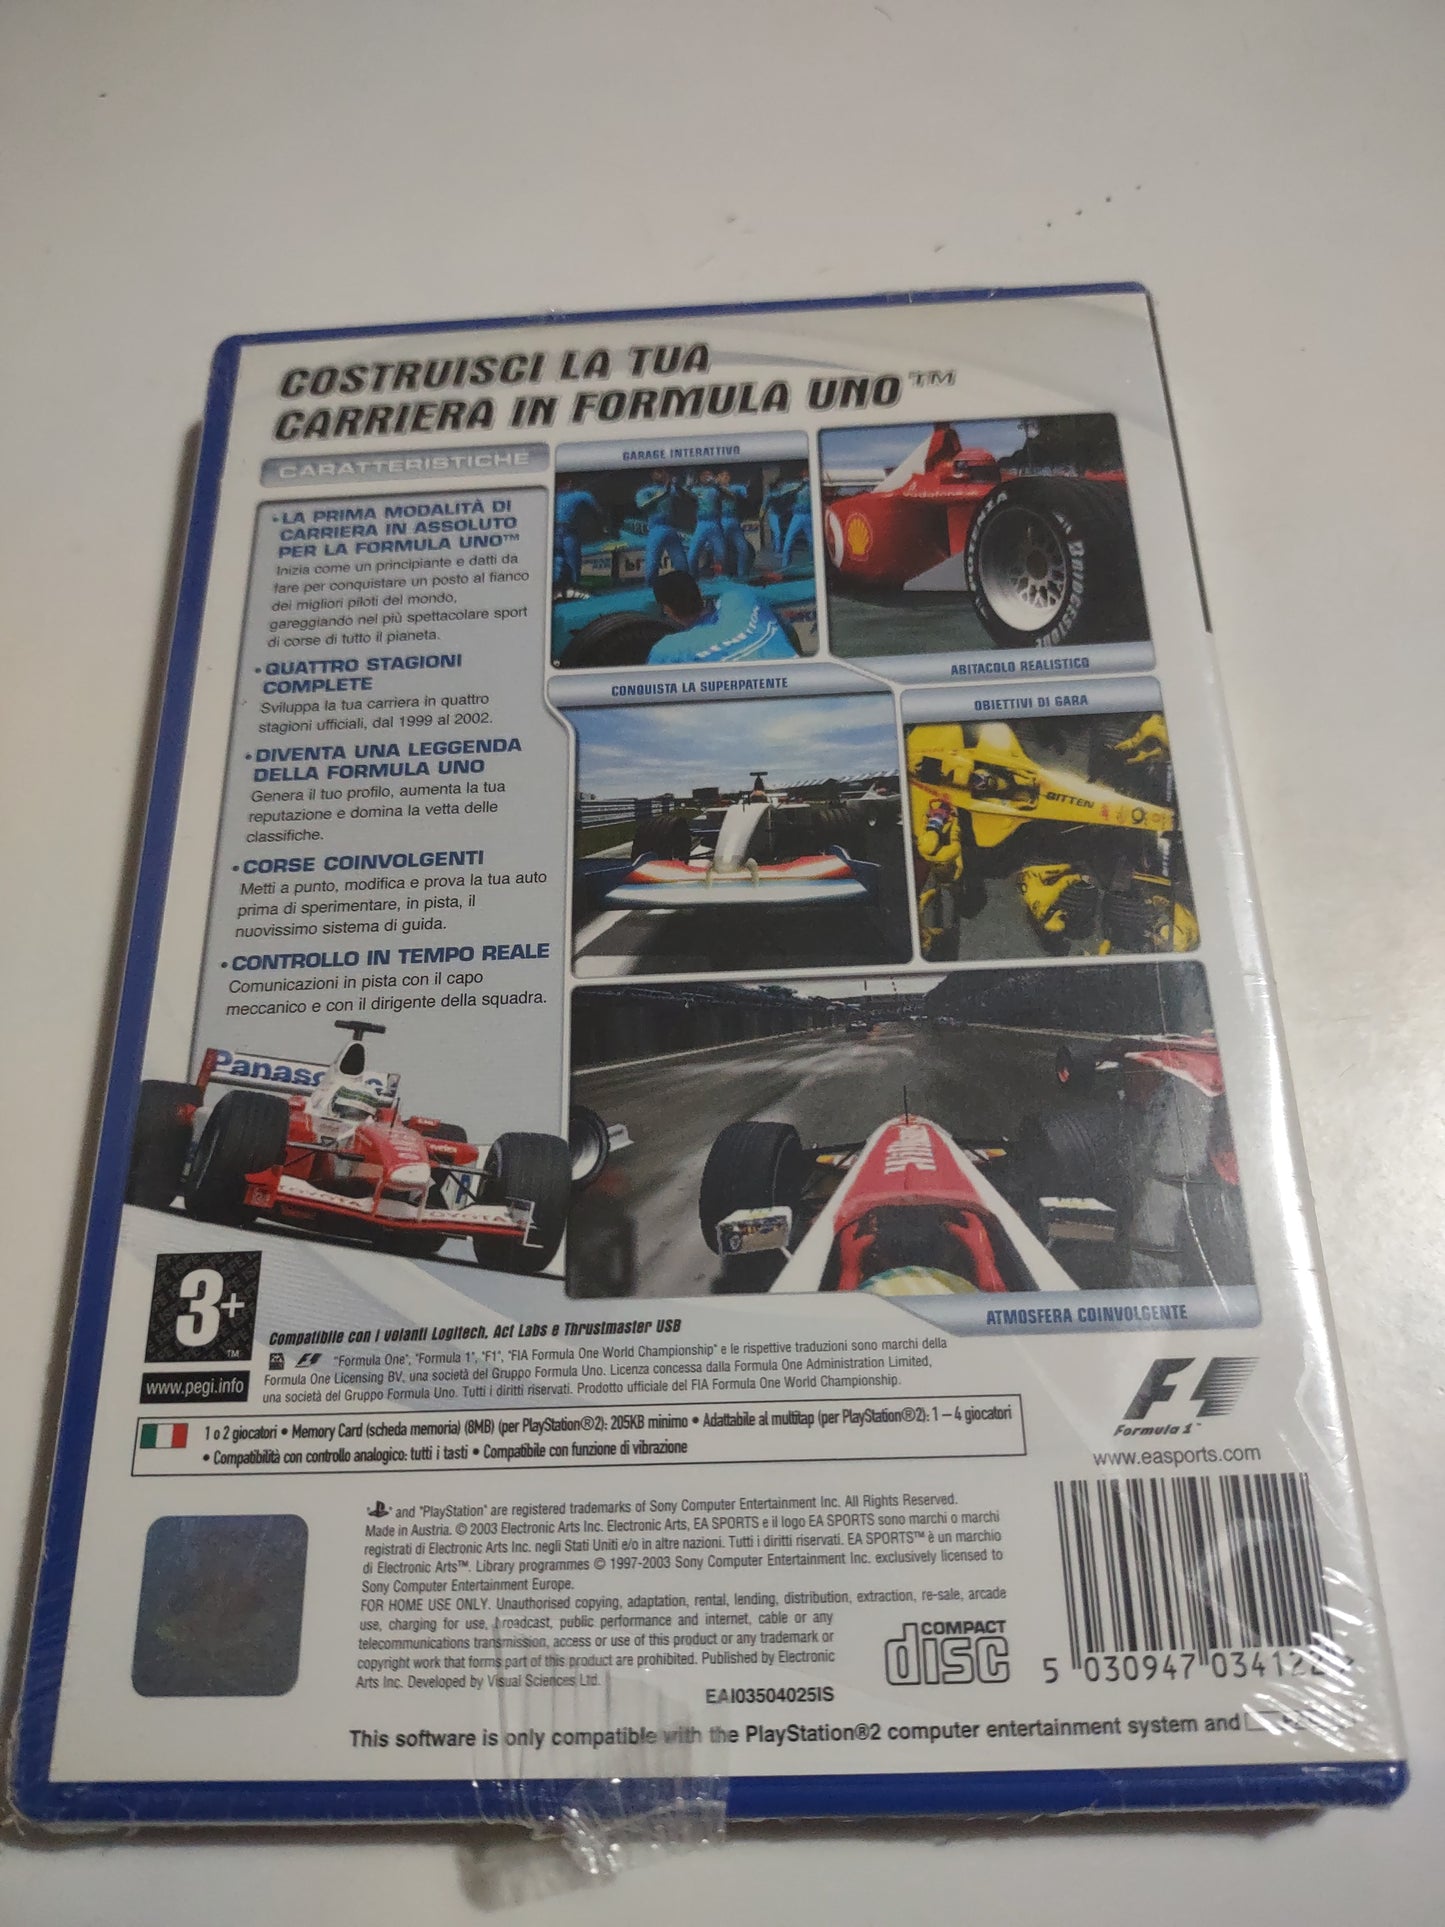 COSTRUISCI LA TUA
CARRIERA IN FORMULA UNO™
CARATTERISTICHE
•LA PRIMA MODALITÀ DI
CARRIERA IN ASSOLUTO
PER LA FORMULA UNO™
Inizia come un principiante e datti da
fare per conquistare un posto al fianco
dei migliori piloti del mondo,
gareggiando nel più spettacolare sport
di corse di tutto il pianeta.
•QUATTRO STAGIONI
COMPLETE
Sviluppa la tua carriera in quattro
stagioni ufficiali, dal 1999 al 2002.
•DIVENTA UNA LEGGENDA
DELLA FORMULA UNO
Genera il tuo profilo, aumenta la tua
reputazione e domina la vetta delle
classifiche.
•CORSE COINVOLGENTI
Metti a punto, modifica e prova la tua auto
prima di sperimentare, in pista, il
nuovissimo sistema di guida.
•CONTROLLO IN TEMPO REALE
Comunicazioni in pista con il capo
meccanico e con il dirigente della squadra.
GARAGE INTERATTIVO
BENETTON
vodafone
POTENZA
BRIDGESTONE
ABITACOLO REALISTICO
CONQUISTA LA SUPERPATENTE
OBIETTIVI DI GARA
BITTEN
Panasonic
TOYOTA
TOYOTA
ATMOSFERA COINVOLGENTE
3+
™
www.pegi.info
Compatibile con i volanti Logitech, Act Labs e Thrustmaster USB
"Formula One", "Formula 1", "F1", "FIA Formula One World Championship" e le rispettive traduzioni sono marchi della
Formula One Licensing BV, una società del Gruppo Formula Uno. Licenza concessa dalla Formula One Administration Limited,
una società del Gruppo Formula Uno. Tutti i diritti riservati. Prodotto ufficiale del FIA Formula One World Championship.
1 o 2 giocatori • Memory Card (scheda memoria) (8MB) (per PlayStation®2): 205KB minimo • Adattabile al multitap (per PlayStation®2): 1 – 4 giocatori
• Compatibilità con controllo analogico: tutti i tasti • Compatibile con funzione di vibrazione
F1
Formula 1™
www.easports.com
" " and "PlayStation" are registered trademarks of Sony Computer Entertainment Inc. All Rights Reserved.
Made in Austria. © 2003 Electronic Arts Inc. Electronic Arts, EA SPORTS e il logo EA SPORTS sono marchi o marchi
registrati di Electronic Arts Inc. negli Stati Uniti e/o in altre nazioni. Tutti i diritti riservati. EA SPORTS™ è un marchio
di Electronic Arts™. Library programmes © 1997-2003 Sony Computer Entertainment Inc. exclusively licensed to
Sony Computer Entertainment Europe.
FOR HOME USE ONLY. Unauthorised copying, adaptation, rental, lending, distribution, extraction, re-sale, arcade
use, charging for use, broadcast, public performance and internet, cable or any
telecommunications transmission, access or use of this product or any trademark or
copyright work that forms part of this product are prohibited. Published by Electronic
Arts Inc. Developed by Visual Sciences Ltd.
EAI03504025IS
COMPACT
disc
5 030947 03412
This software is only compatible with the PlayStation®2 computer entertainment system and